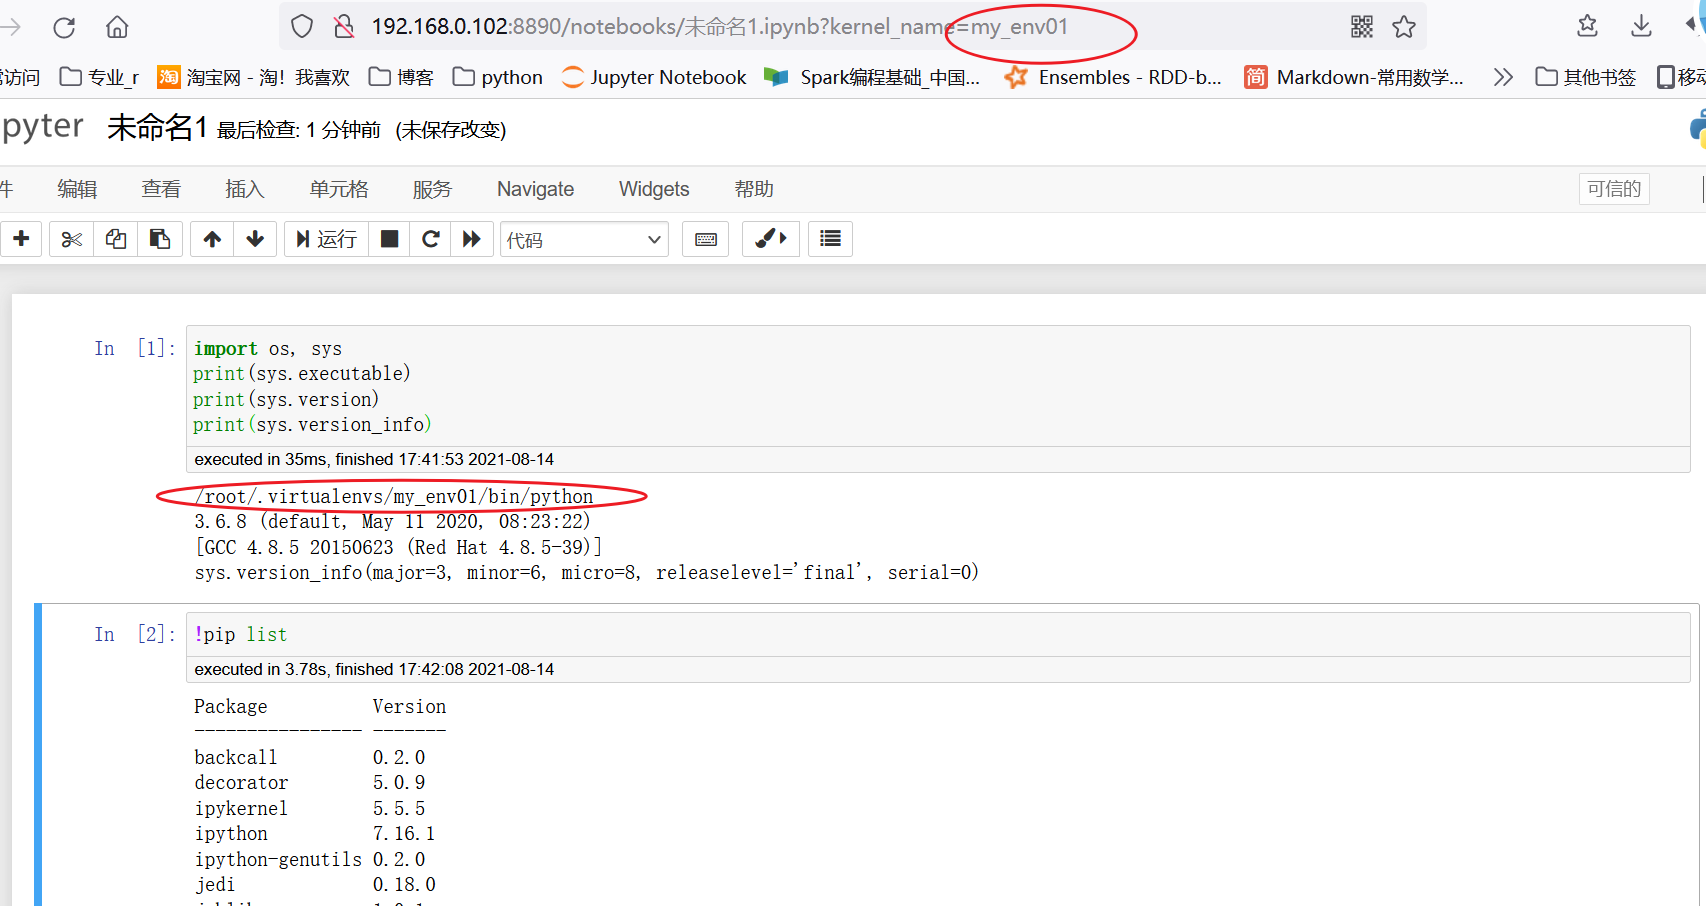 192.168.0.102:8890/notebooks/未命名1.ipynb?kernel_name=my_env01
访问 专业_r 淘 淘宝网 - 淘！我喜欢 博客 python Jupyter Notebook Spark编程基础_中国... Ensembles - RDD-b... 简 Markdown-常用数学... 其他书签 移动
pyter 未命名1 最后检查: 1 分钟前 (未保存改变)
件 编辑 查看 插入 单元格 服务 Navigate Widgets 帮助 可信的
运行 代码
In [1]: import os, sys
print(sys.executable)
print(sys.version)
print(sys.version_info)
executed in 35ms, finished 17:41:53 2021-08-14
/root/.virtualenvs/my_env01/bin/python
3.6.8 (default, May 11 2020, 08:23:22)
[GCC 4.8.5 20150623 (Red Hat 4.8.5-39)]
sys.version_info(major=3, minor=6, micro=8, releaselevel='final', serial=0)
In [2]: !pip list
executed in 3.78s, finished 17:42:08 2021-08-14
Package Version
---------------- -------
backcall 0.2.0
decorator 5.0.9
ipykernel 5.5.5
ipython 7.16.1
ipython-genutils 0.2.0
jedi 0.18.0